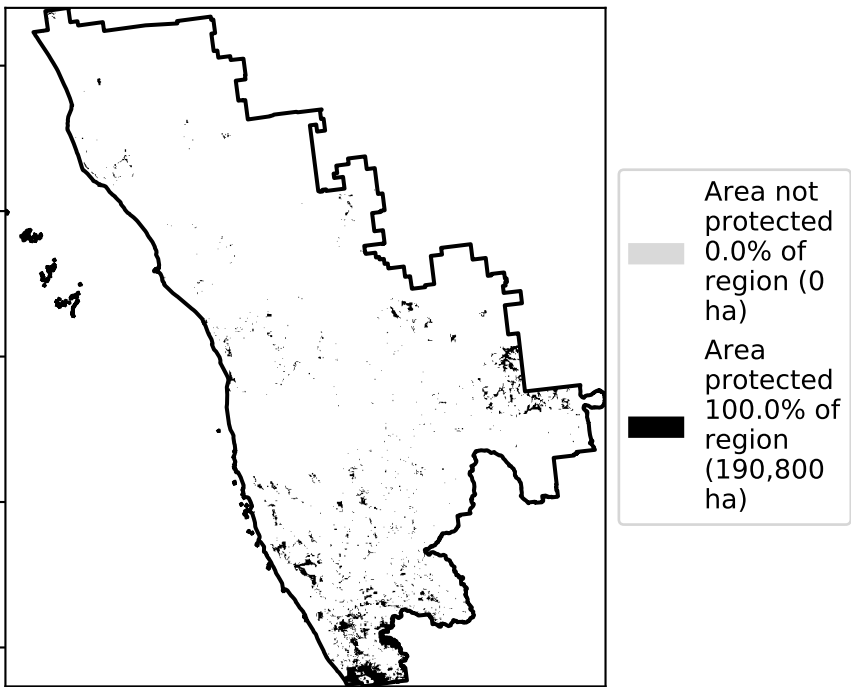 Area not
protected
0.0% of
region (0
ha)
Area
protected
100.0% of
region
(190,800
ha)